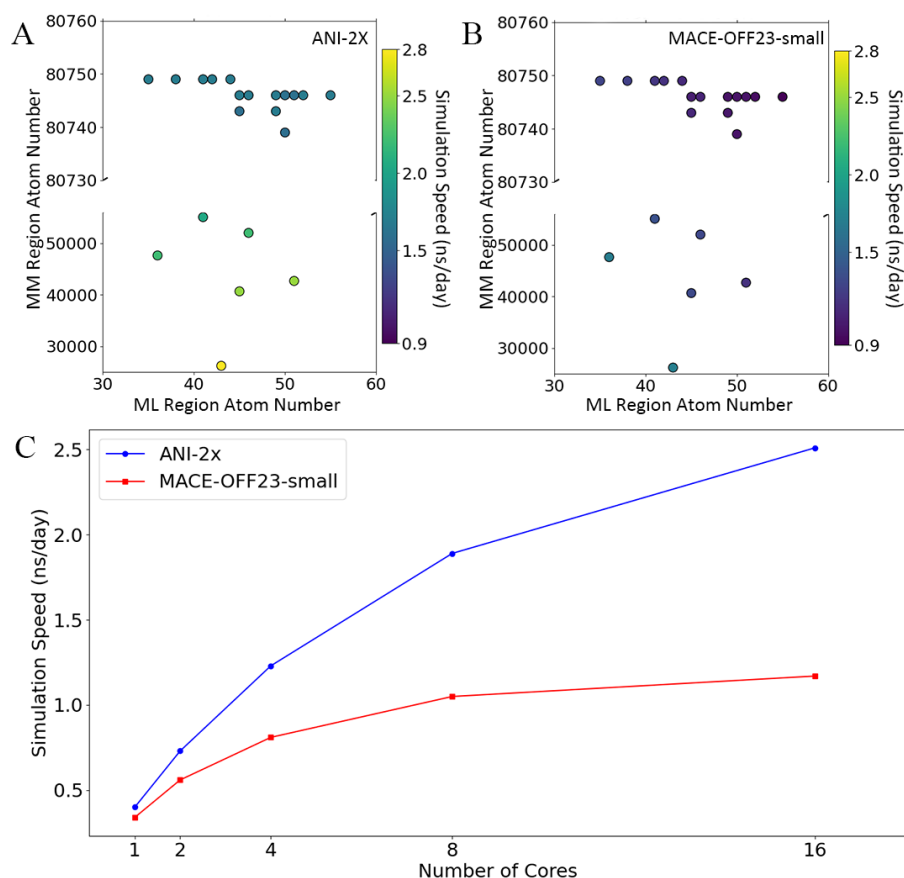 A
ANI-2X
80760
80750
80740
80730
50000
40000
30000
30
40
50
60
MM Region Atom Number
ML Region Atom Number
2.8
2.5
2.0
1.5
0.9
Simulation Speed (ns/day)
B
MACE-OFF23-small
80760
80750
80740
80730
50000
40000
30000
30
40
50
60
MM Region Atom Number
ML Region Atom Number
2.8
2.5
2.0
1.5
0.9
Simulation Speed (ns/day)
C
ANI-2x
MACE-OFF23-small
2.5
2.0
1.5
1.0
0.5
Simulation Speed (ns/day)
1
2
4
8
16
Number of Cores